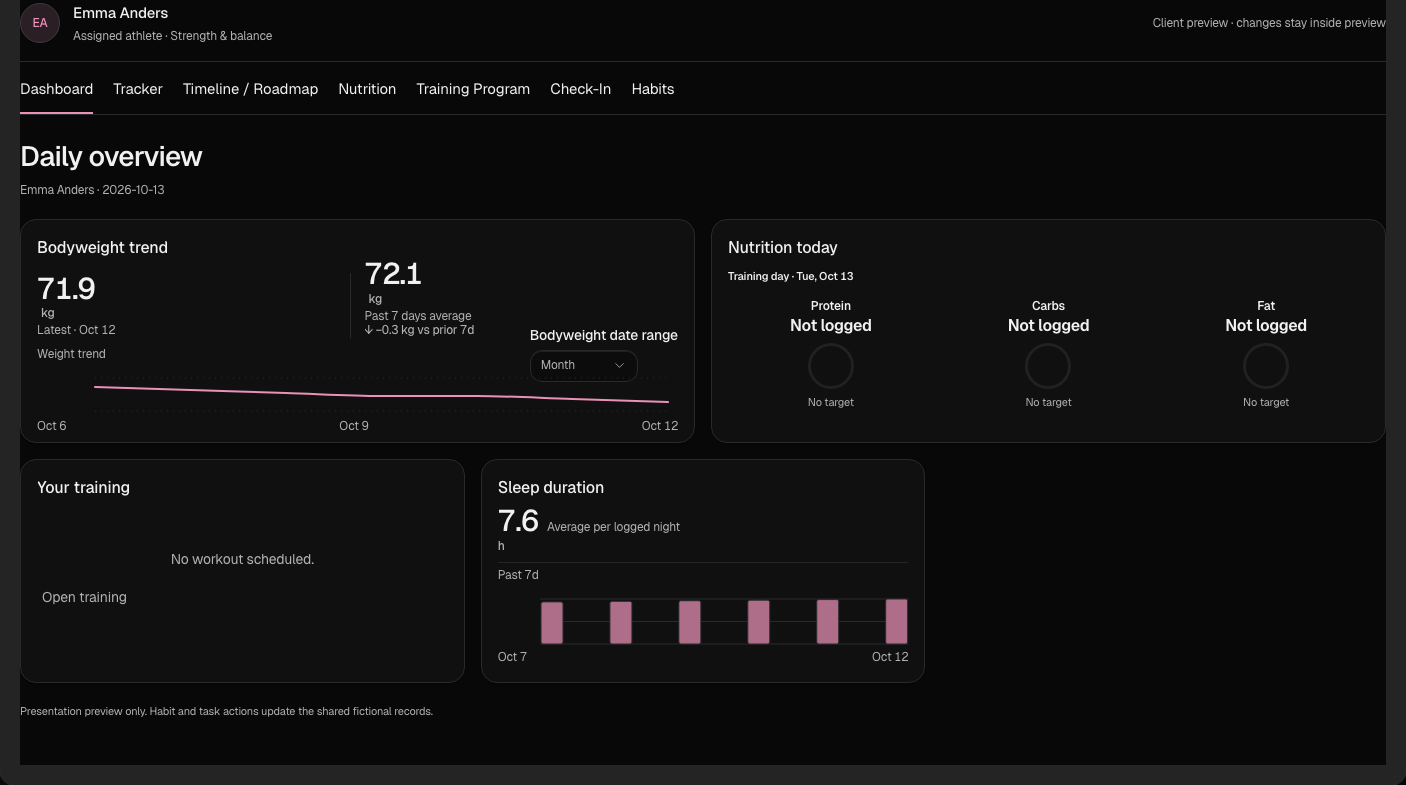 EA
Emma Anders
Assigned athlete · Strength & balance
Client preview · changes stay inside preview
Dashboard Tracker Timeline / Roadmap Nutrition Training Program Check-In Habits
Daily overview
Emma Anders · 2026-10-13
Bodyweight trend
71.9
kg
Latest · Oct 12
72.1
kg
Past 7 days average
↓ −0.3 kg vs prior 7d
Bodyweight date range
Month
Weight trend
Oct 6 Oct 9 Oct 12
Nutrition today
Training day · Tue, Oct 13
Protein Carbs Fat
Not logged Not logged Not logged
No target No target No target
Your training
No workout scheduled.
Open training
Sleep duration
7.6 Average per logged night
h
Past 7d
Oct 7 Oct 12
Presentation preview only. Habit and task actions update the shared fictional records.